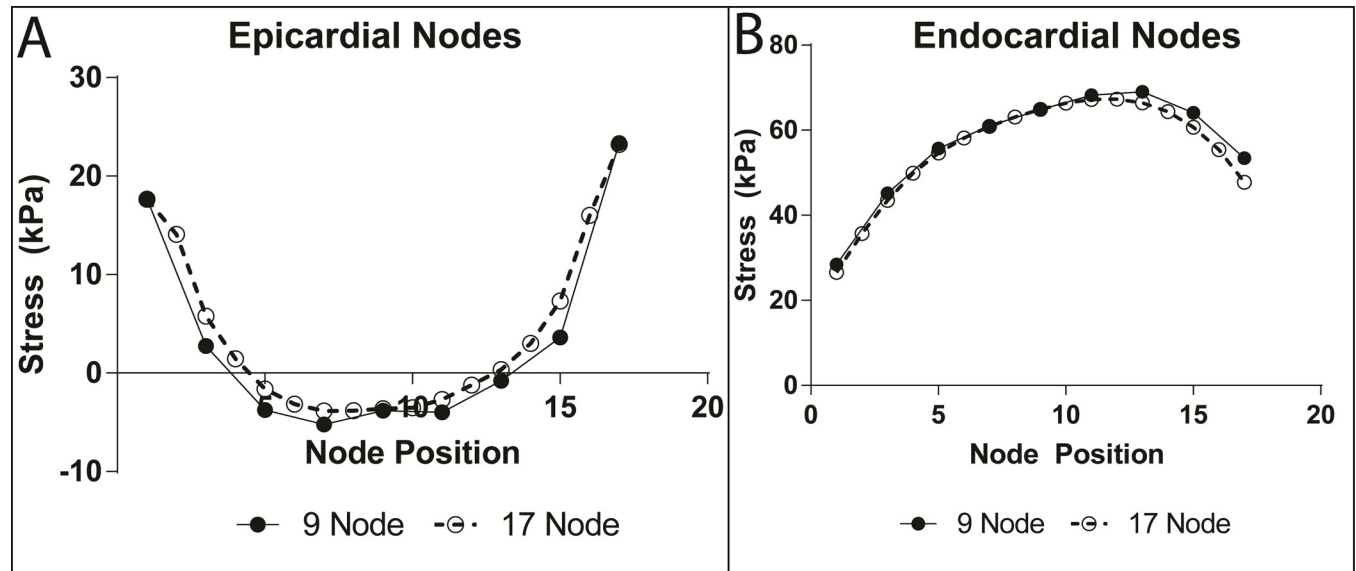 A
Epicardial Nodes
30
20
10
0
-10
Stress (kPa)
5
10
15
20
Node Position
9 Node
17 Node
B
Endocardial Nodes
80
60
40
20
0
Stress (kPa)
0
5
10
15
20
Node Position
9 Node
17 Node